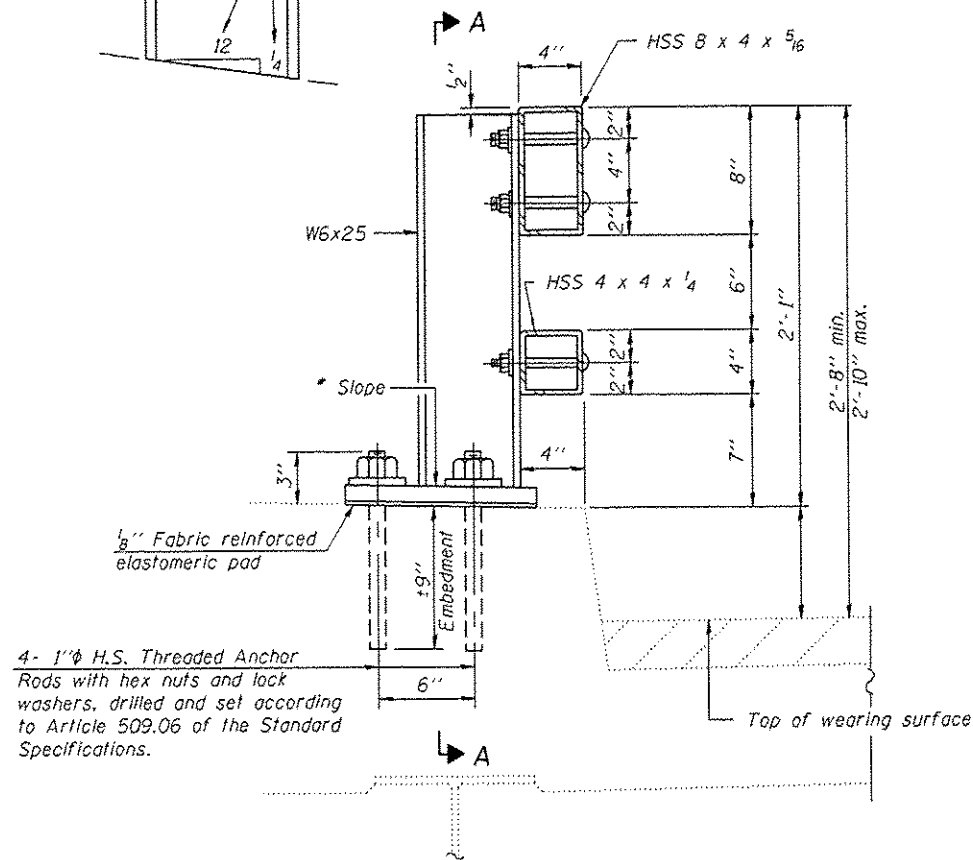 12
1/4
A
4"
HSS 8 x 4 x 5/16
1/2"
2"
4"
2"
8"
W6x25
6"
HSS 4 x 4 x 1/4
2'-1"
2'-8" min.
2'-10" max.
2"
2"
4"
* Slope
4"
7"
3"
1/8" Fabric reinforced
elastomeric pad
±9"
Embedment
4- 1"φ H.S. Threaded Anchor
Rods with hex nuts and lock
washers, drilled and set according
to Article 509.06 of the Standard
Specifications.
6"
Top of wearing surface
A